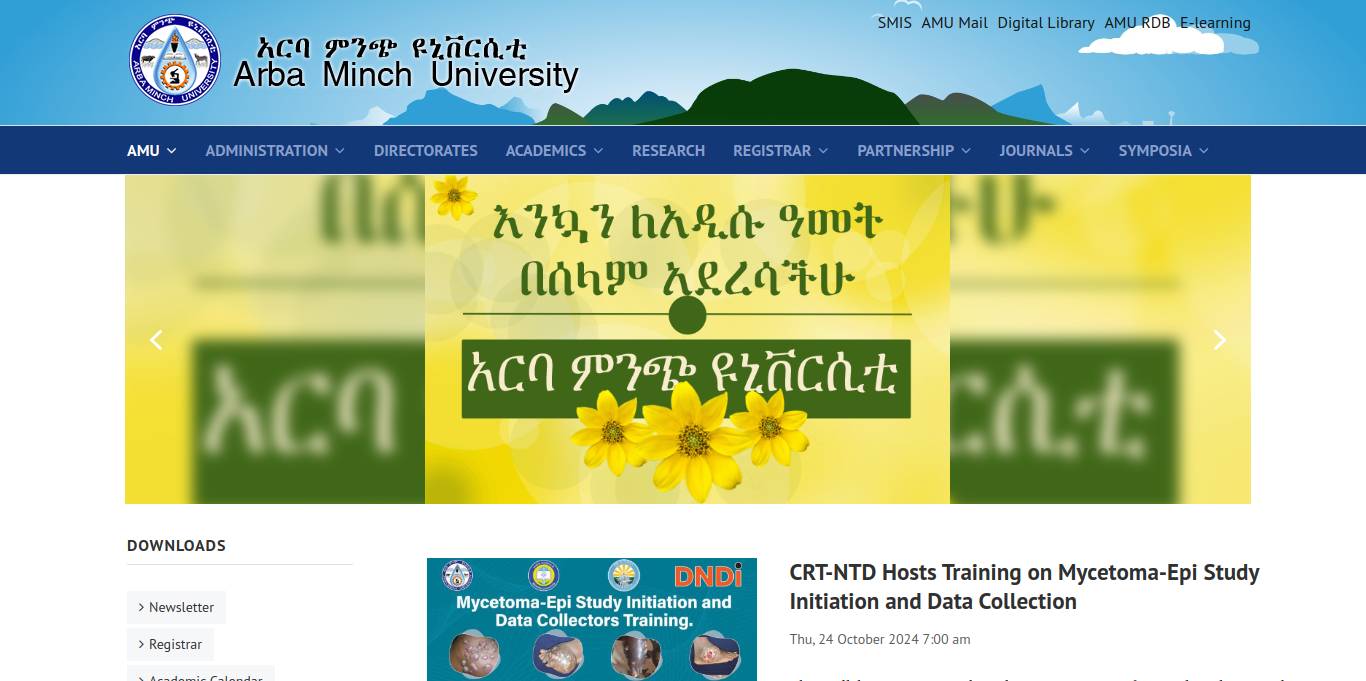 SMIS AMU Mail Digital Library AMU RDB E-learning
አርባ ምንጭ ዩኒቨርሲቲ
Arba Minch University
አርባ ምንጭ ዩኒቨርሲቲ
ARBA MINCH UNIVERSITY
AMU ADMINISTRATION DIRECTORATES ACADEMICS RESEARCH REGISTRAR PARTNERSHIP JOURNALS SYMPOSIA
እንኳን ለአዲሱ ዓመት
በሰላም አደረሳችሁ
አርባ ምንጭ ዩኒቨርሲቲ
DOWNLOADS
Newsletter
Registrar
Academic Calendar
DNDi
Mycetoma-Epi Study Initiation and
Data Collectors Training.
CRT-NTD Hosts Training on Mycetoma-Epi Study
Initiation and Data Collection
Thu, 24 October 2024 7:00 am